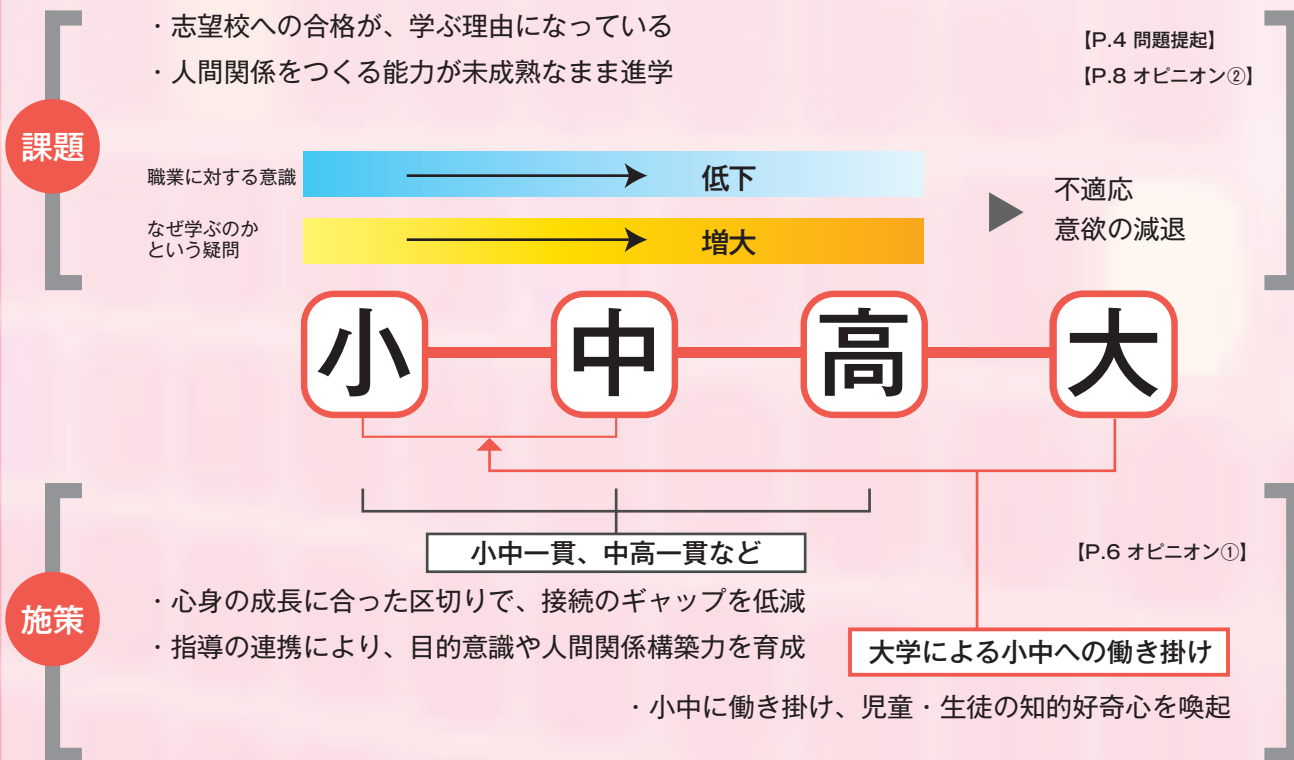 ・志望校への合格が、学ぶ理由になっている
・人間関係をつくる能力が未成熟なまま進学
【P.4 問題提起】
【P.8 オピニオン②】
課題
職業に対する意識
低下
なぜ学ぶのか
という疑問
増大
不適応
意欲の減退
小
中
高
大
小中一貫、中高一貫など
【P.6 オピニオン①】
施策
・心身の成長に合った区切りで、接続のギャップを低減
・指導の連携により、目的意識や人間関係構築力を育成
大学による小中への働き掛け
・小中に働き掛け、児童・生徒の知的好奇心を喚起